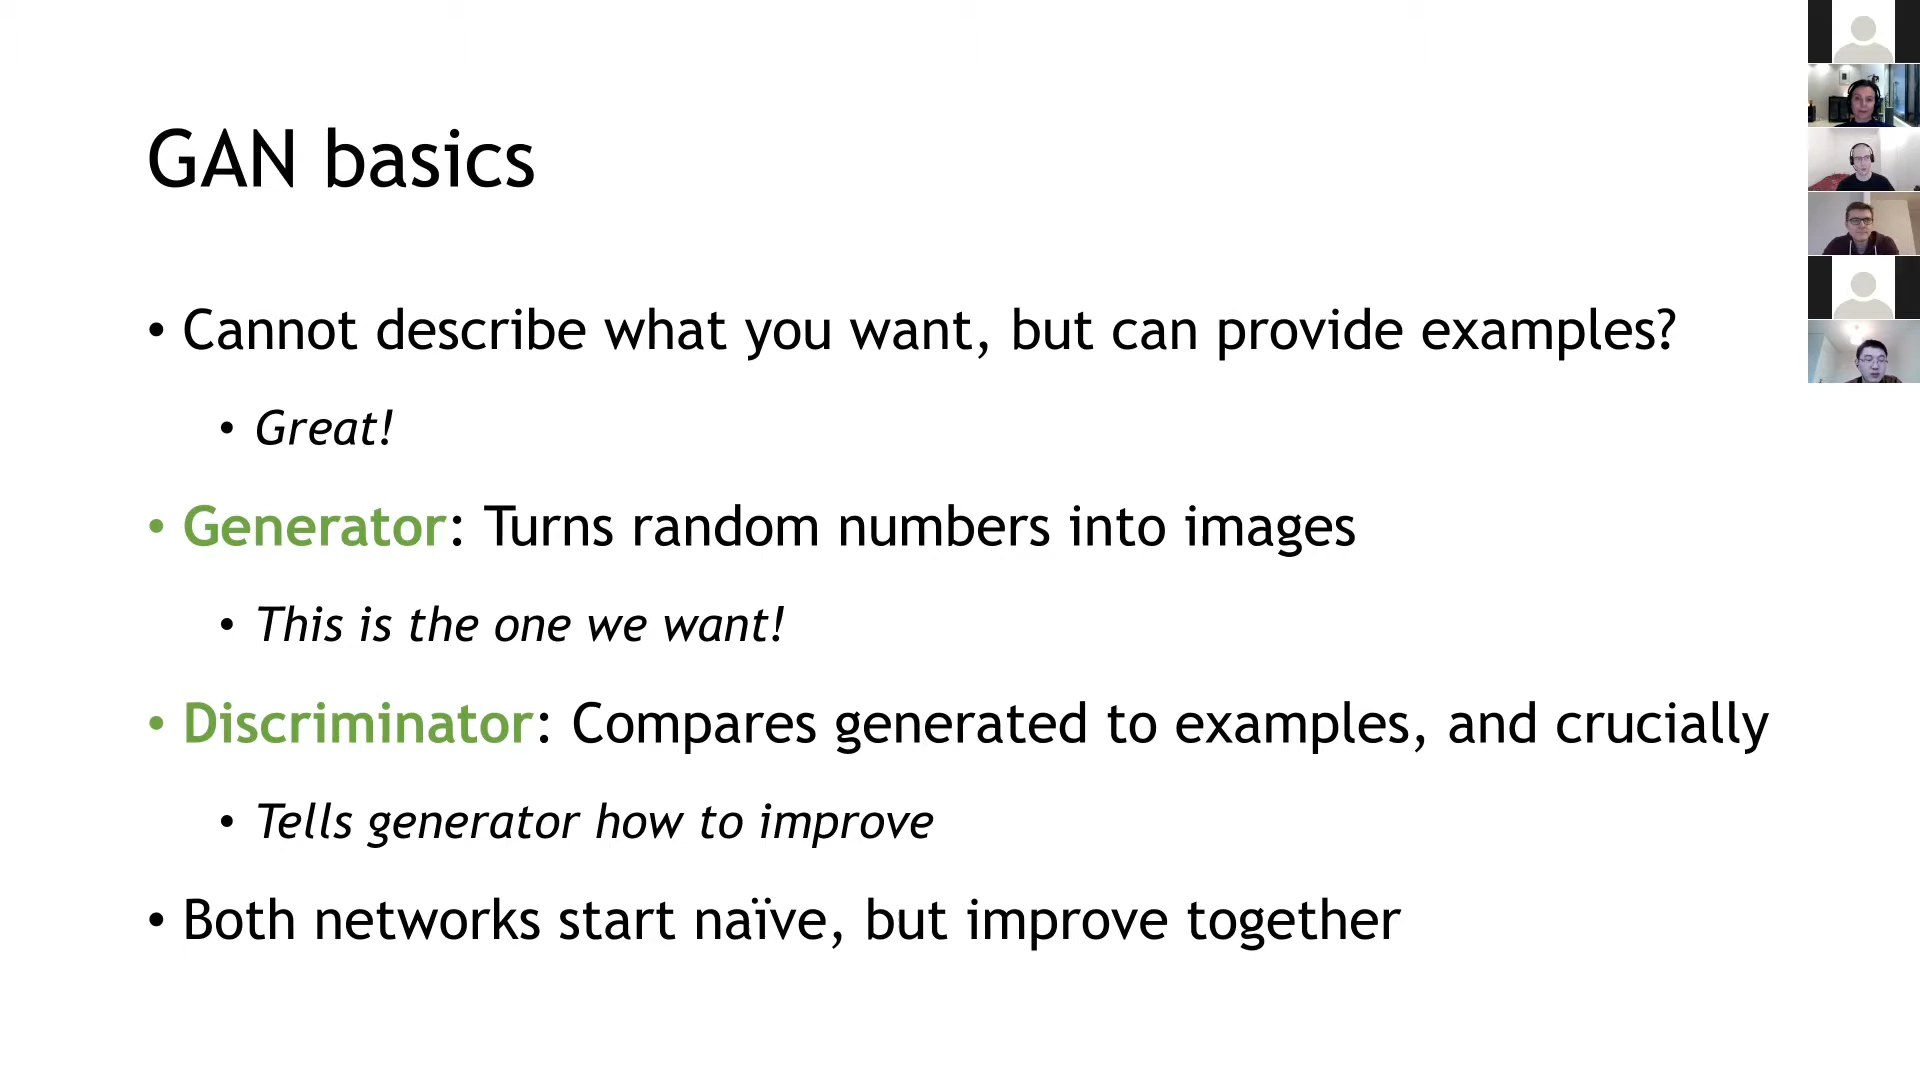 GAN basics
• Cannot describe what you want, but can provide examples?
• Great!
• Generator: Turns random numbers into images
• This is the one we want!
• Discriminator: Compares generated to examples, and crucially
• Tells generator how to improve
• Both networks start naïve, but improve together